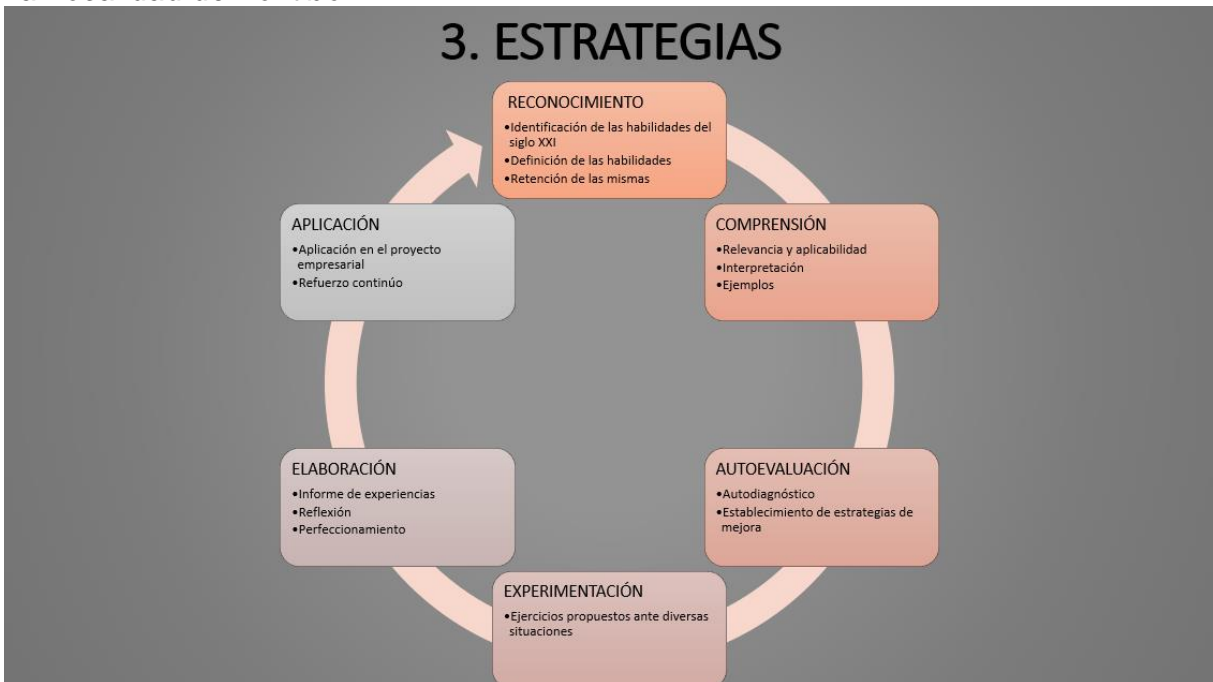 3. ESTRATEGIAS
RECONOCIMIENTO
•Identificación de las habilidades del
siglo XXI
•Definición de las habilidades
•Retención de las mismas
COMPRENSIÓN
•Relevancia y aplicabilidad
•Interpretación
•Ejemplos
AUTOEVALUACIÓN
•Autodiagnóstico
•Establecimiento de estrategias de
mejora
EXPERIMENTACIÓN
•Ejercicios propuestos ante diversas
situaciones
ELABORACIÓN
•Informe de experiencias
•Reflexión
•Perfeccionamiento
APLICACIÓN
•Aplicación en el proyecto
empresarial
•Refuerzo continúo